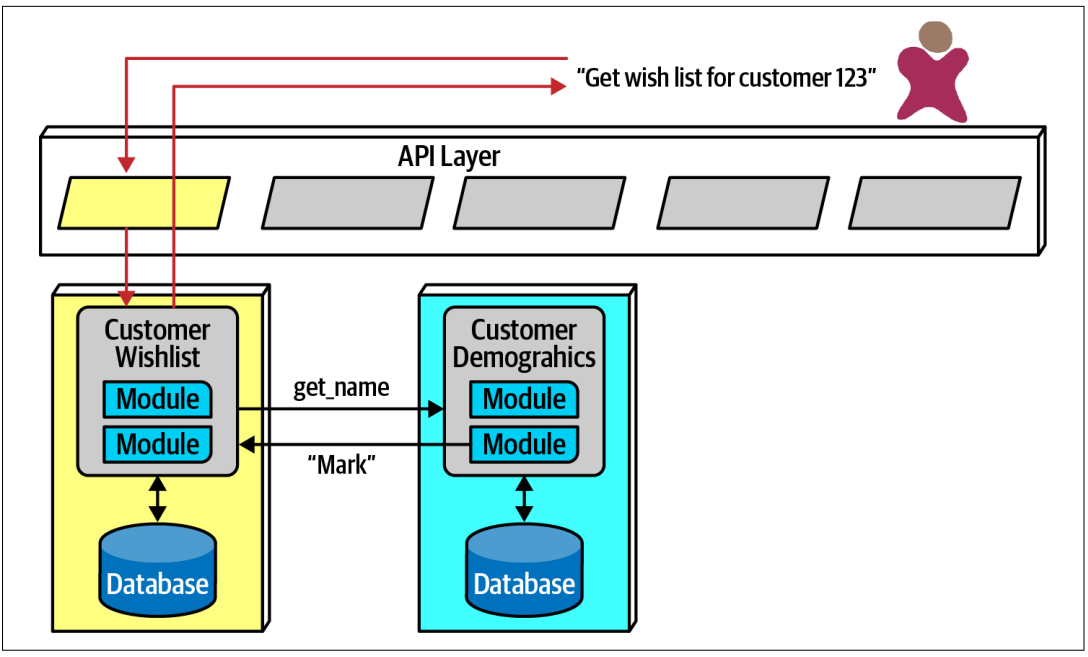 “Get wish list for customer 123”
API Layer
Customer
Wishlist
Module
Module
get_name
“Mark”
Customer
Demograhics
Module
Module
Database
Database